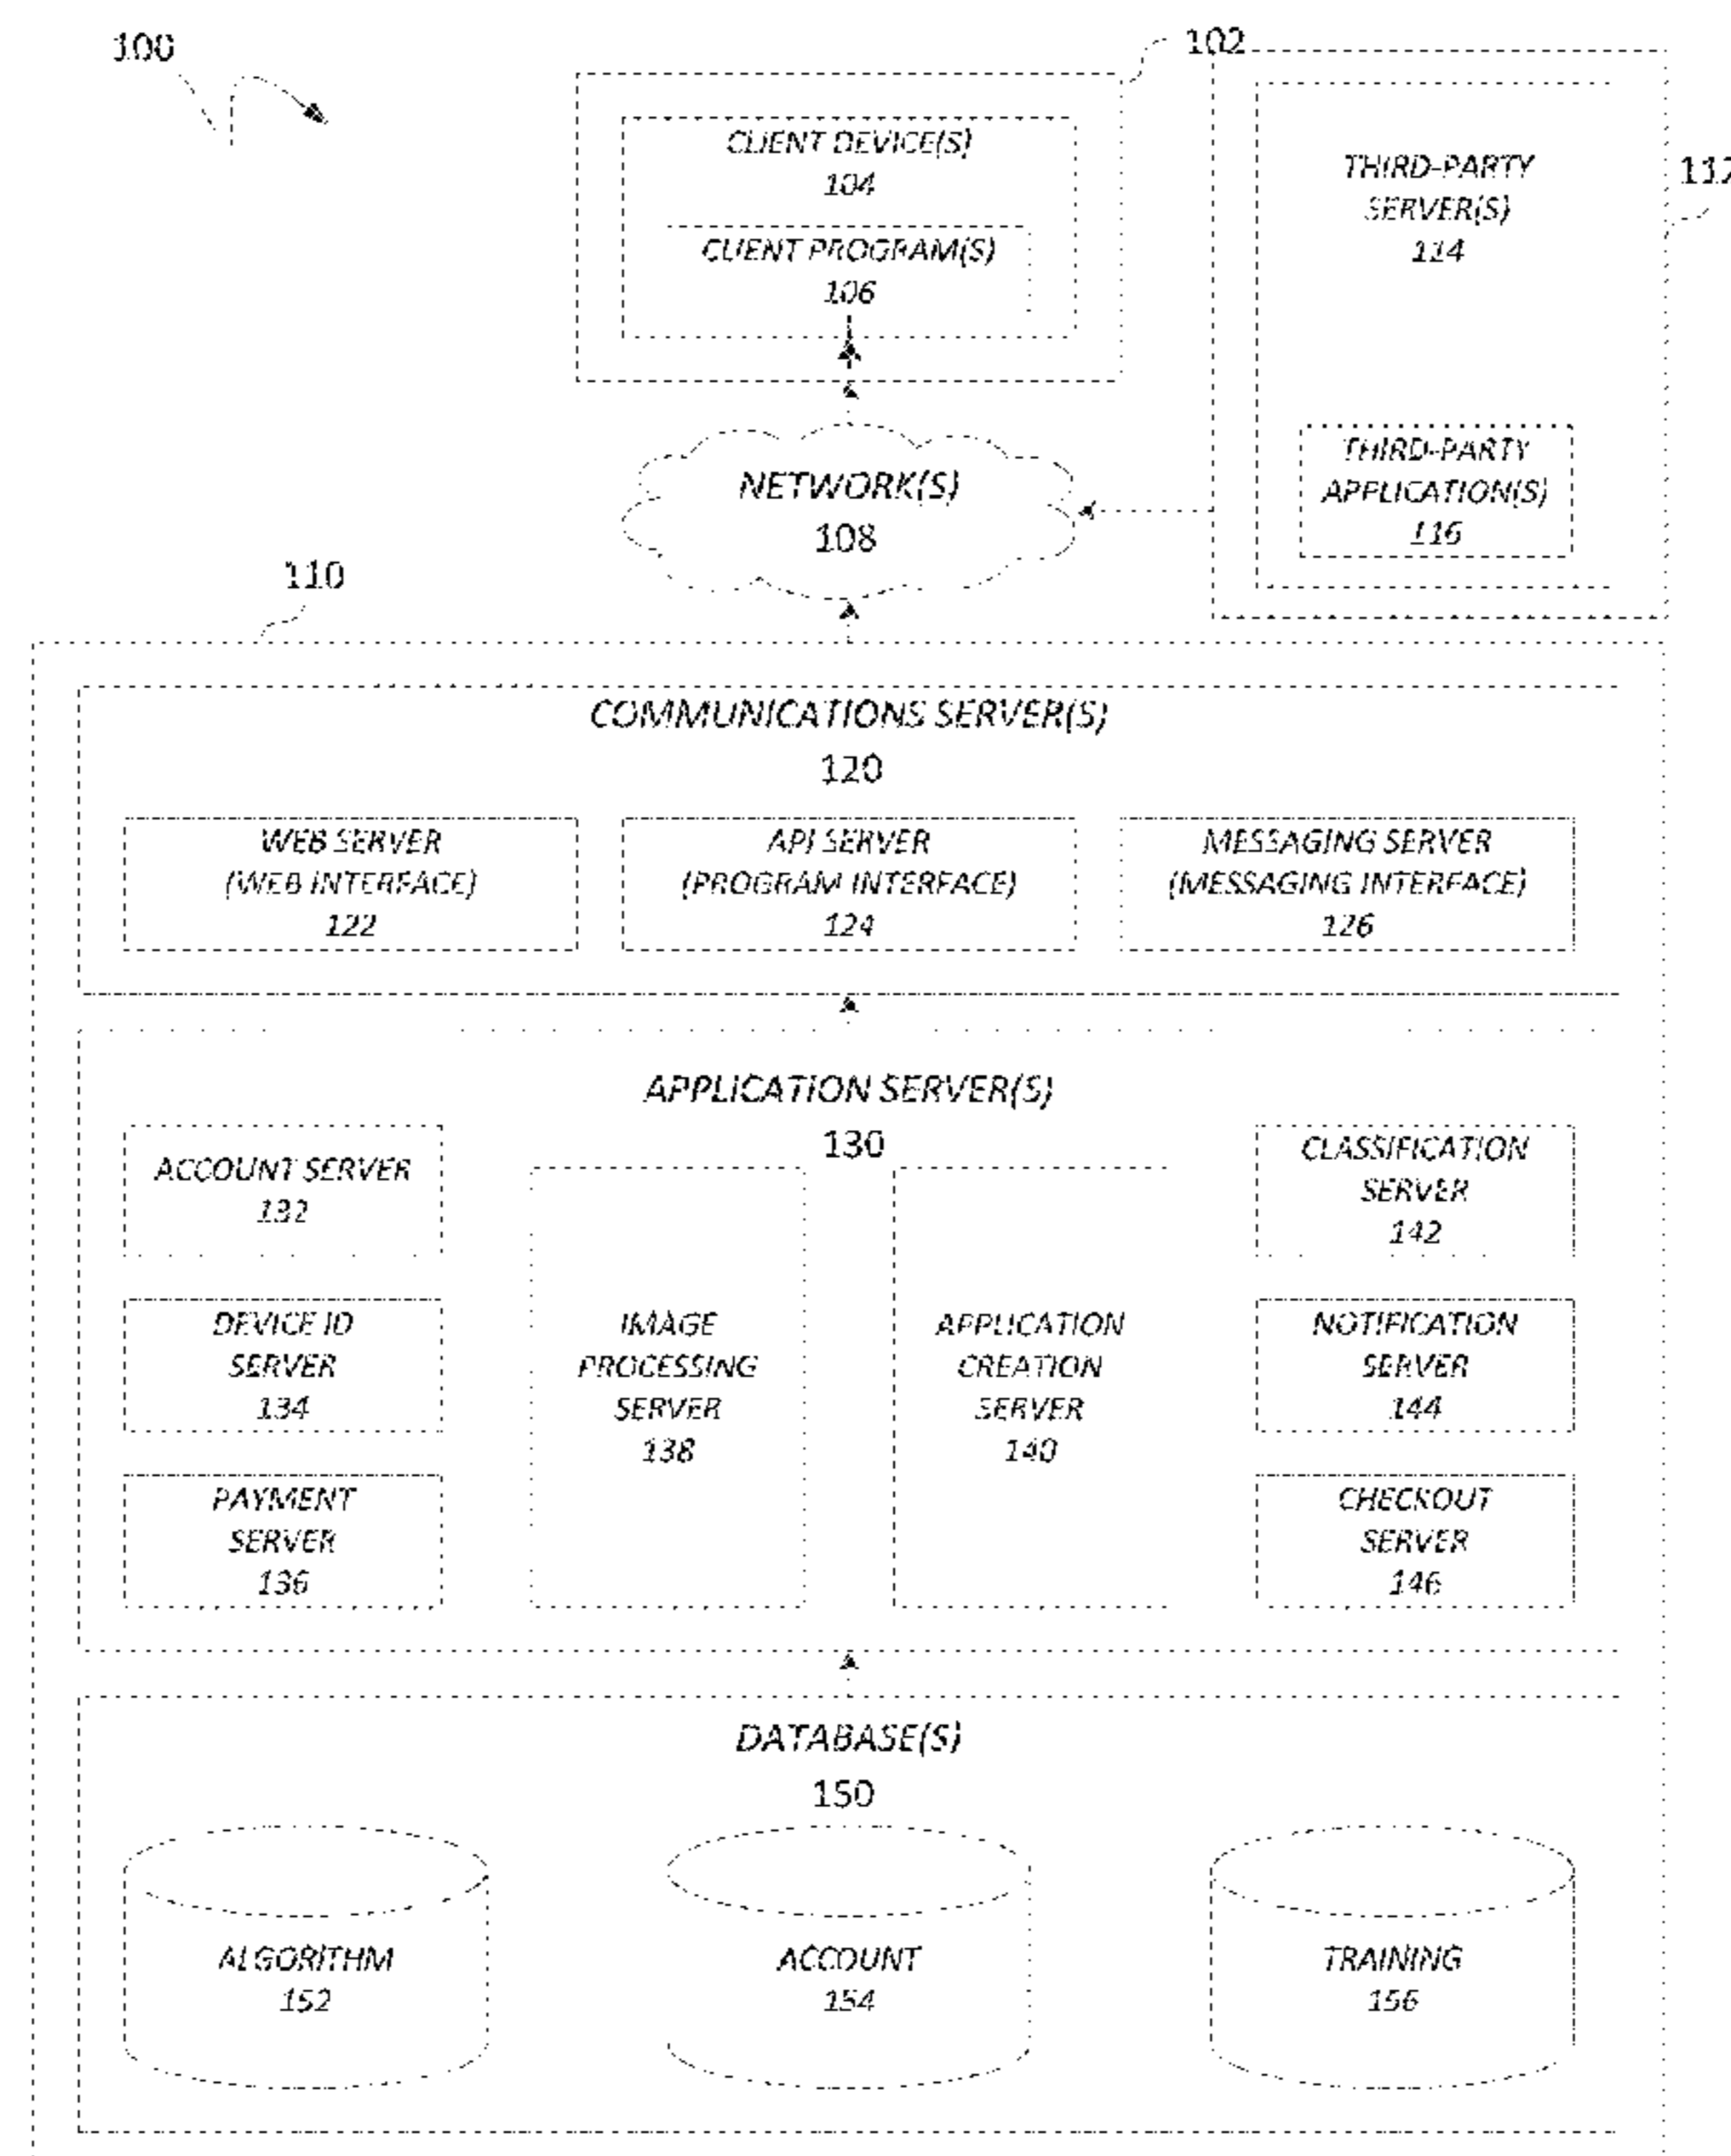 100
102
CLIENT DEVICE(S)
104
CLIENT PROGRAM(S)
106
THIRD-PARTY
SERVER(S)
114
112
THIRD-PARTY
APPLICATION(S)
116
NETWORK(S)
108
110
COMMUNICATIONS SERVER(S)
120
WEB SERVER
(WEB INTERFACE)
122
API SERVER
(PROGRAM INTERFACE)
124
MESSAGING SERVER
(MESSAGING INTERFACE)
126
APPLICATION SERVER(S)
130
ACCOUNT SERVER
132
DEVICE ID
SERVER
134
PAYMENT
SERVER
136
IMAGE
PROCESSING
SERVER
138
APPLICATION
CREATION
SERVER
140
CLASSIFICATION
SERVER
142
NOTIFICATION
SERVER
144
CHECKOUT
SERVER
146
DATABASE(S)
150
ALGORITHM
152
ACCOUNT
154
TRAINING
156